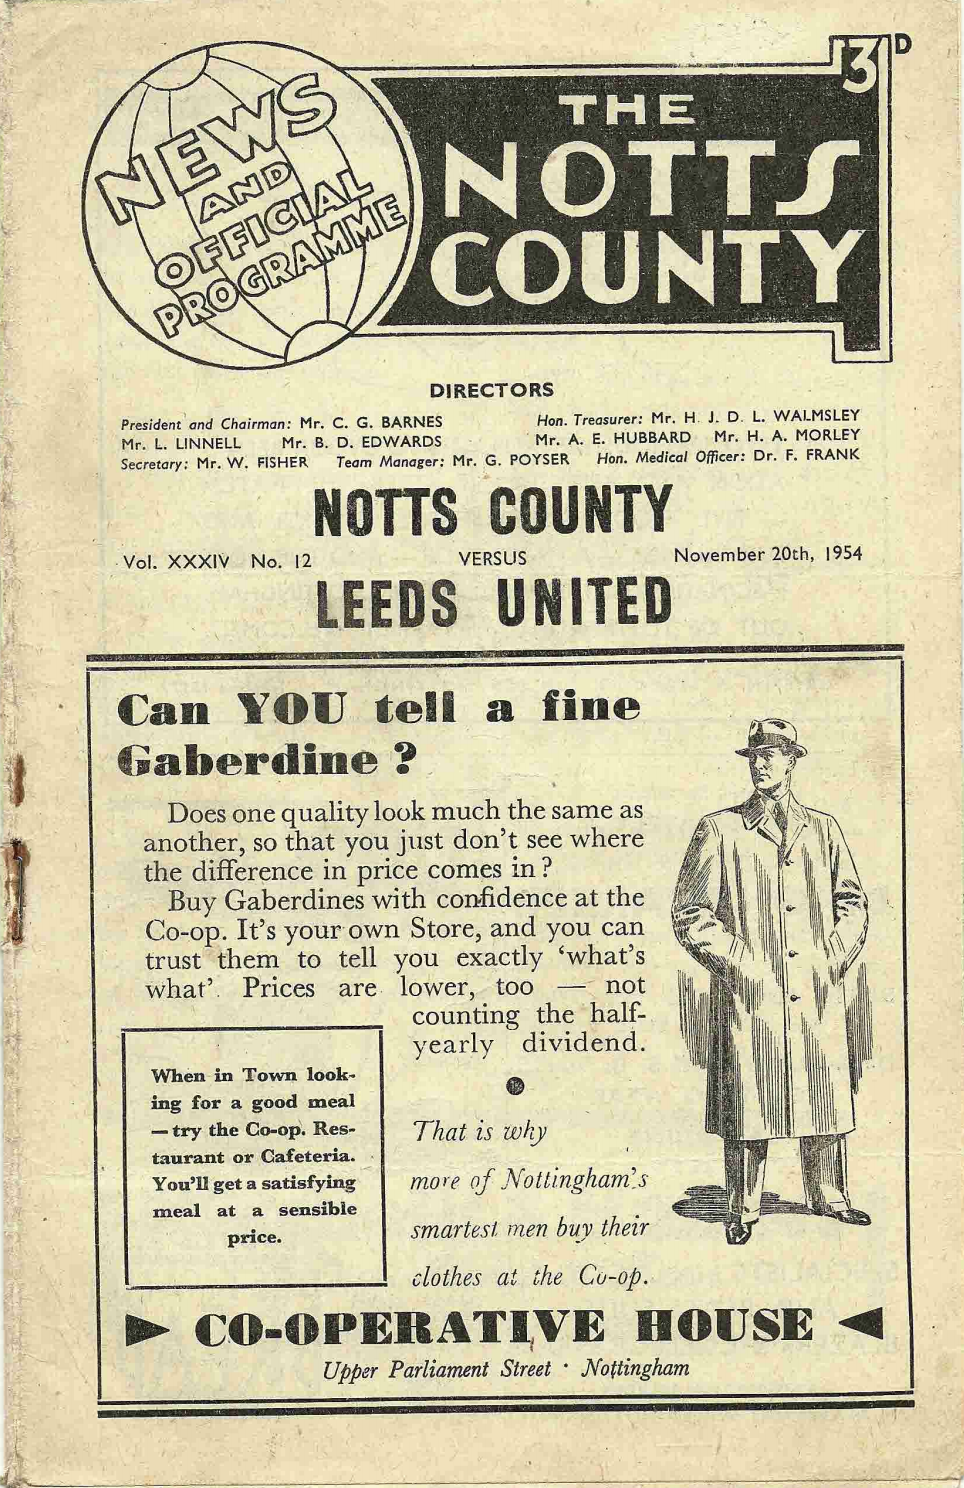 3D
NEWS
AND
OFFICIAL
PROGRAMME
THE
NOTTS
COUNTY
DIRECTORS
President and Chairman: Mr. C. G. BARNES Hon. Treasurer: Mr. H. J. D. L. WALMSLEY
Mr. L. LINNELL Mr. B. D. EDWARDS Mr. A. E. HUBBARD Mr. H. A. MORLEY
Secretary: Mr. W. FISHER Team Manager: Mr. G. POYSER Hon. Medical Officer: Dr. F. FRANK
NOTTS COUNTY
Vol. XXXIV No. 12 VERSUS November 20th, 1954
LEEDS UNITED
Can YOU tell a fine
Gaberdine ?
Does one quality look much the same as
another, so that you just don't see where
the difference in price comes in ?
Buy Gaberdines with confidence at the
Co-op. It's your own Store, and you can
trust them to tell you exactly 'what's
what'. Prices are lower, too — not
counting the half-
yearly dividend.
When in Town look-
ing for a good meal
— try the Co-op. Res-
taurant or Cafeteria.
You'll get a satisfying
meal at a sensible
price.
That is why
more of Nottingham's
smartest men buy their
clothes at the Co-op.
CO-OPERATIVE HOUSE
Upper Parliament Street · Nottingham